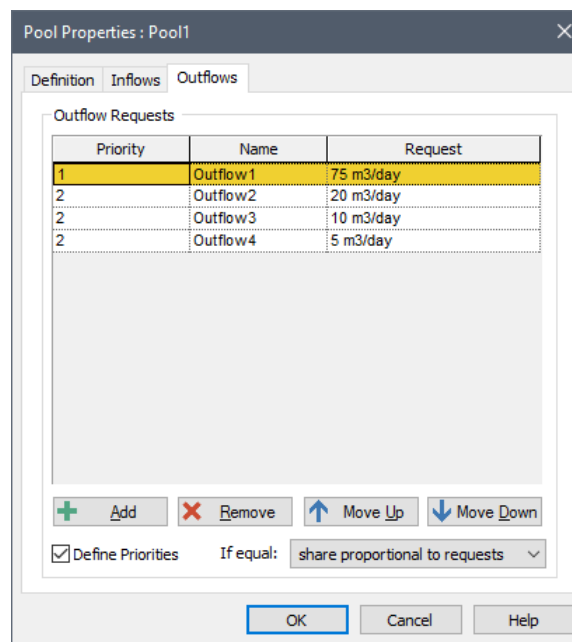 Pool Properties : Pool1
Definition Inflows Outflows
Outflow Requests
Priority Name Request
1 Outflow1 75 m3/day
2 Outflow2 20 m3/day
2 Outflow3 10 m3/day
2 Outflow4 5 m3/day
Add Remove Move Up Move Down
Define Priorities If equal: share proportional to requests
OK Cancel Help